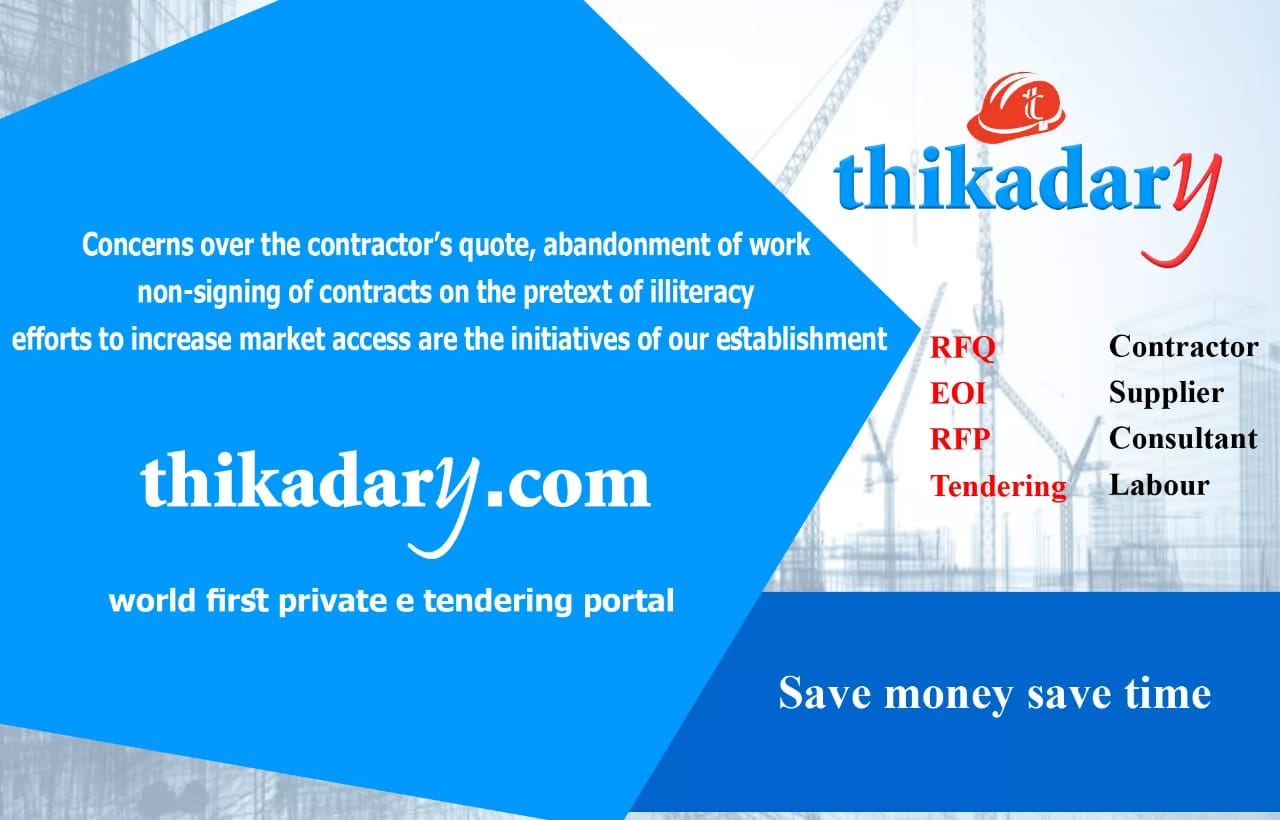 thikadary
Concerns over the contractor's quote, abandonment of work
non-signing of contracts on the pretext of illiteracy
efforts to increase market access are the initiatives of our establishment
thikadary.com
world first private e tendering portal
RFQ Contractor
EOI Supplier
RFP Consultant
Tendering Labour
Save money save time